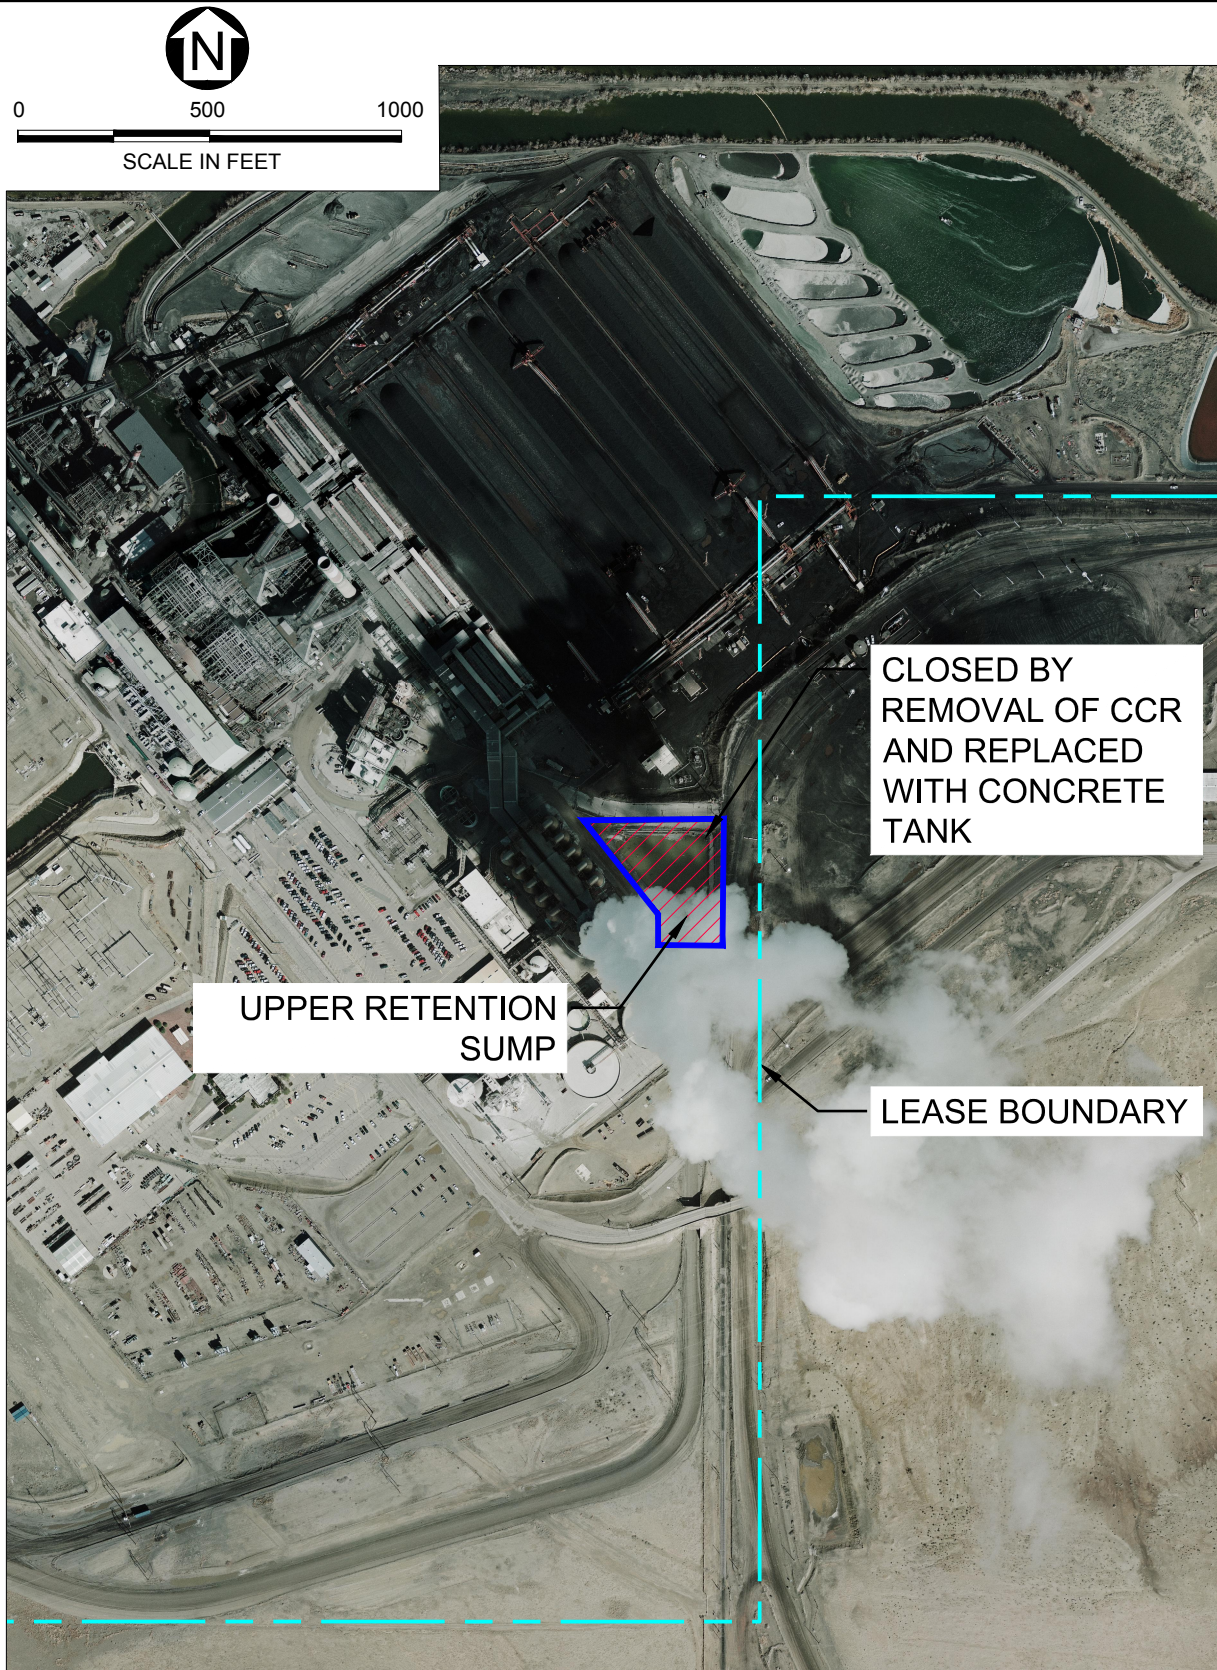 N
0 500 1000
SCALE IN FEET
CLOSED BY
REMOVAL OF CCR
AND REPLACED
WITH CONCRETE
TANK
UPPER RETENTION
SUMP
LEASE BOUNDARY